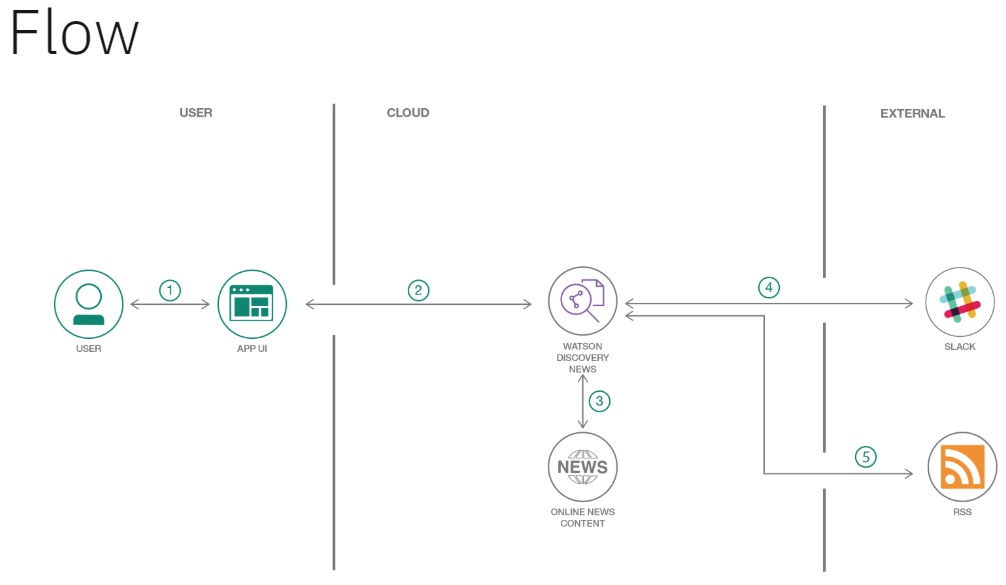 Flow
USER
CLOUD
EXTERNAL
1
2
4
USER
APP UI
WATSON
DISCOVERY
NEWS
SLACK
3
NEWS
5
ONLINE NEWS
CONTENT
RSS